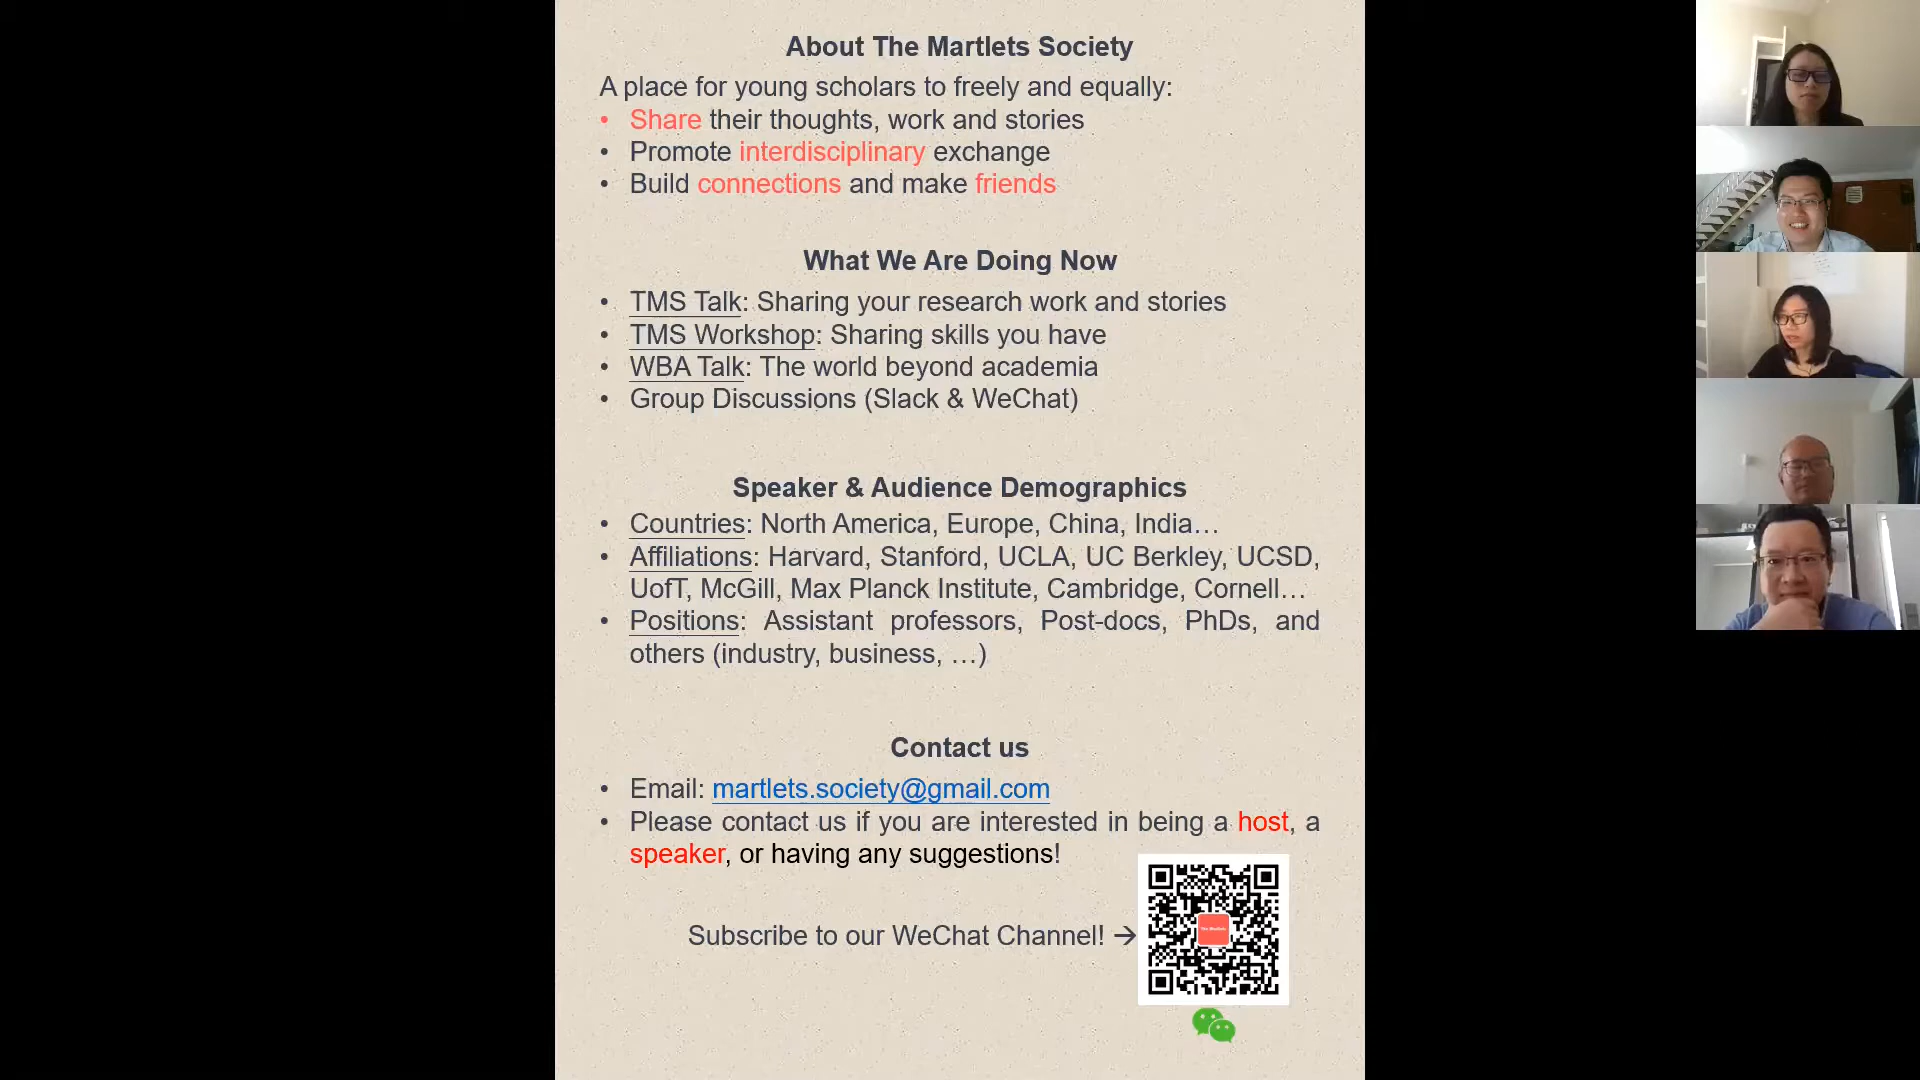 About The Martlets Society
A place for young scholars to freely and equally:
• Share their thoughts, work and stories
• Promote interdisciplinary exchange
• Build connections and make friends
What We Are Doing Now
• TMS Talk: Sharing your research work and stories
• TMS Workshop: Sharing skills you have
• WBA Talk: The world beyond academia
• Group Discussions (Slack & WeChat)
Speaker & Audience Demographics
• Countries: North America, Europe, China, India…
• Affiliations: Harvard, Stanford, UCLA, UC Berkley, UCSD,
UofT, McGill, Max Planck Institute, Cambridge, Cornell…
• Positions: Assistant professors, Post-docs, PhDs, and
others (industry, business, …)
Contact us
• Email: martlets.society@gmail.com
• Please contact us if you are interested in being a host, a
speaker, or having any suggestions!
Subscribe to our WeChat Channel! →